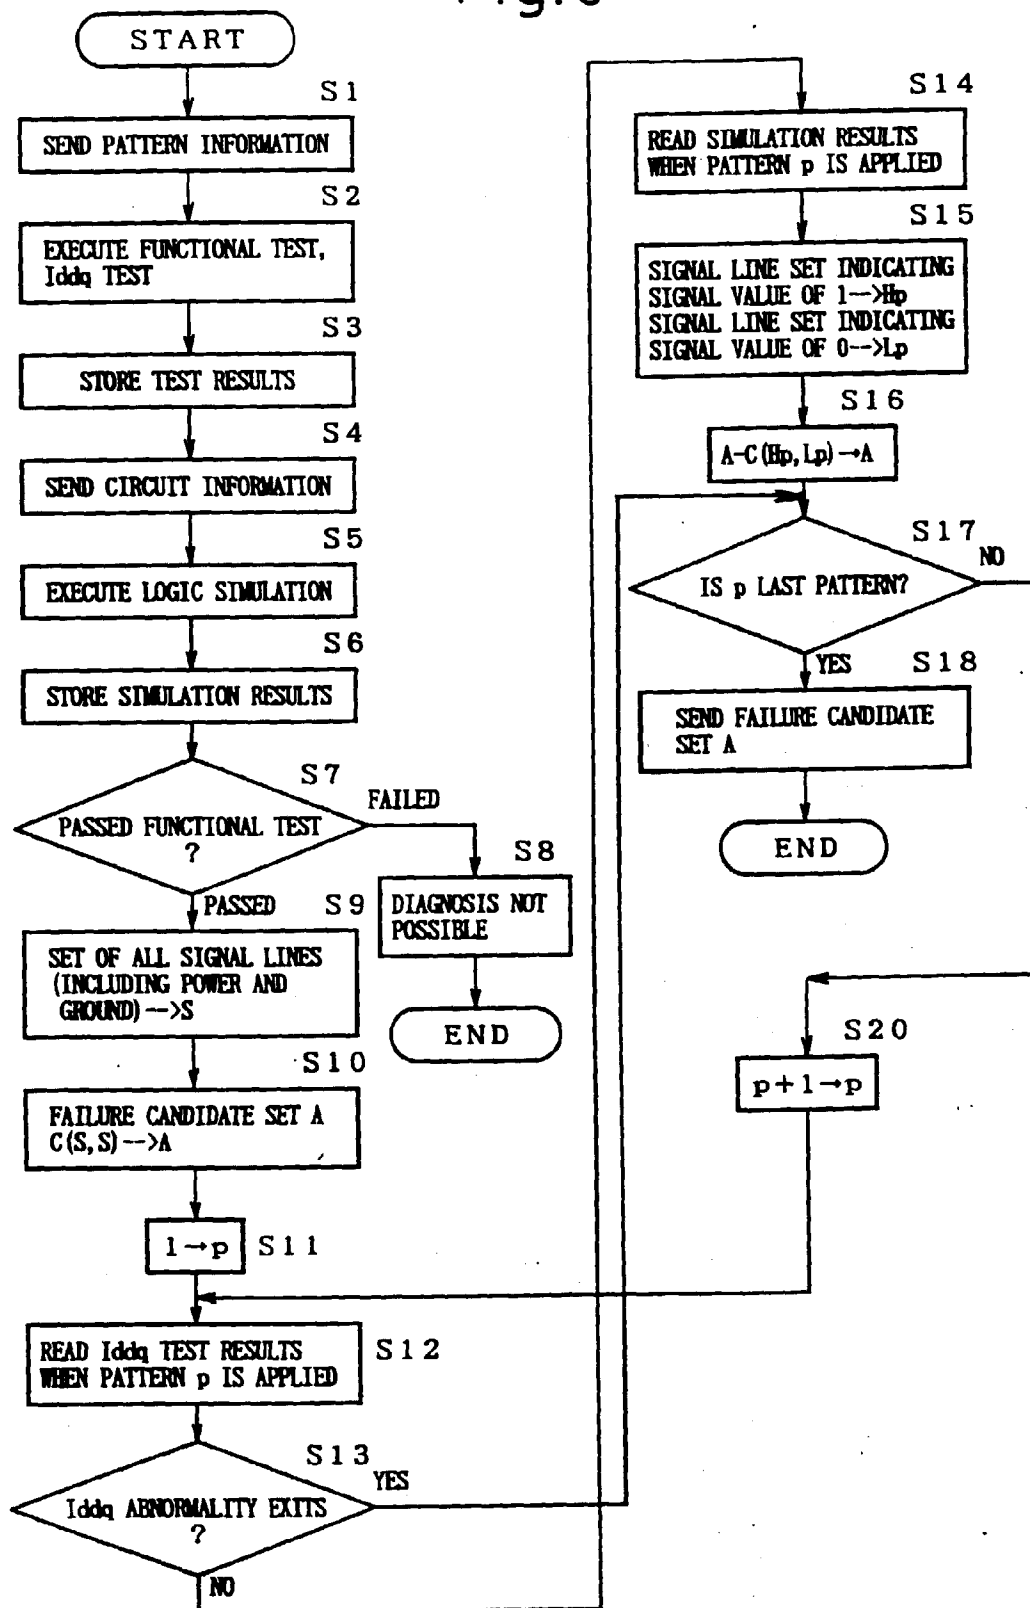 START
S1
SEND PATTERN INFORMATION
S2
EXECUTE FUNCTIONAL TEST,
Iddq TEST
S3
STORE TEST RESULTS
S4
SEND CIRCUIT INFORMATION
S5
EXECUTE LOGIC SIMULATION
S6
STORE SIMULATION RESULTS
S7
PASSED FUNCTIONAL TEST
?
FAILED
S8
DIAGNOSIS NOT
POSSIBLE
END
PASSED
S9
SET OF ALL SIGNAL LINES
(INCLUDING POWER AND
GROUND)-->S
S10
FAILURE CANDIDATE SET A
C(S,S)-->A
1→p
S11
READ Iddq TEST RESULTS
WHEN PATTERN p IS APPLIED
S12
S13
Iddq ABNORMALITY EXITS
?
YES
NO
S14
READ SIMULATION RESULTS
WHEN PATTERN p IS APPLIED
S15
SIGNAL LINE SET INDICATING
SIGNAL VALUE OF 1-->Hp
SIGNAL LINE SET INDICATING
SIGNAL VALUE OF 0-->Lp
S16
A-C(Hp,Lp)→A
S17
IS p LAST PATTERN?
NO
YES
S18
SEND FAILURE CANDIDATE
SET A
END
S20
p+1→p